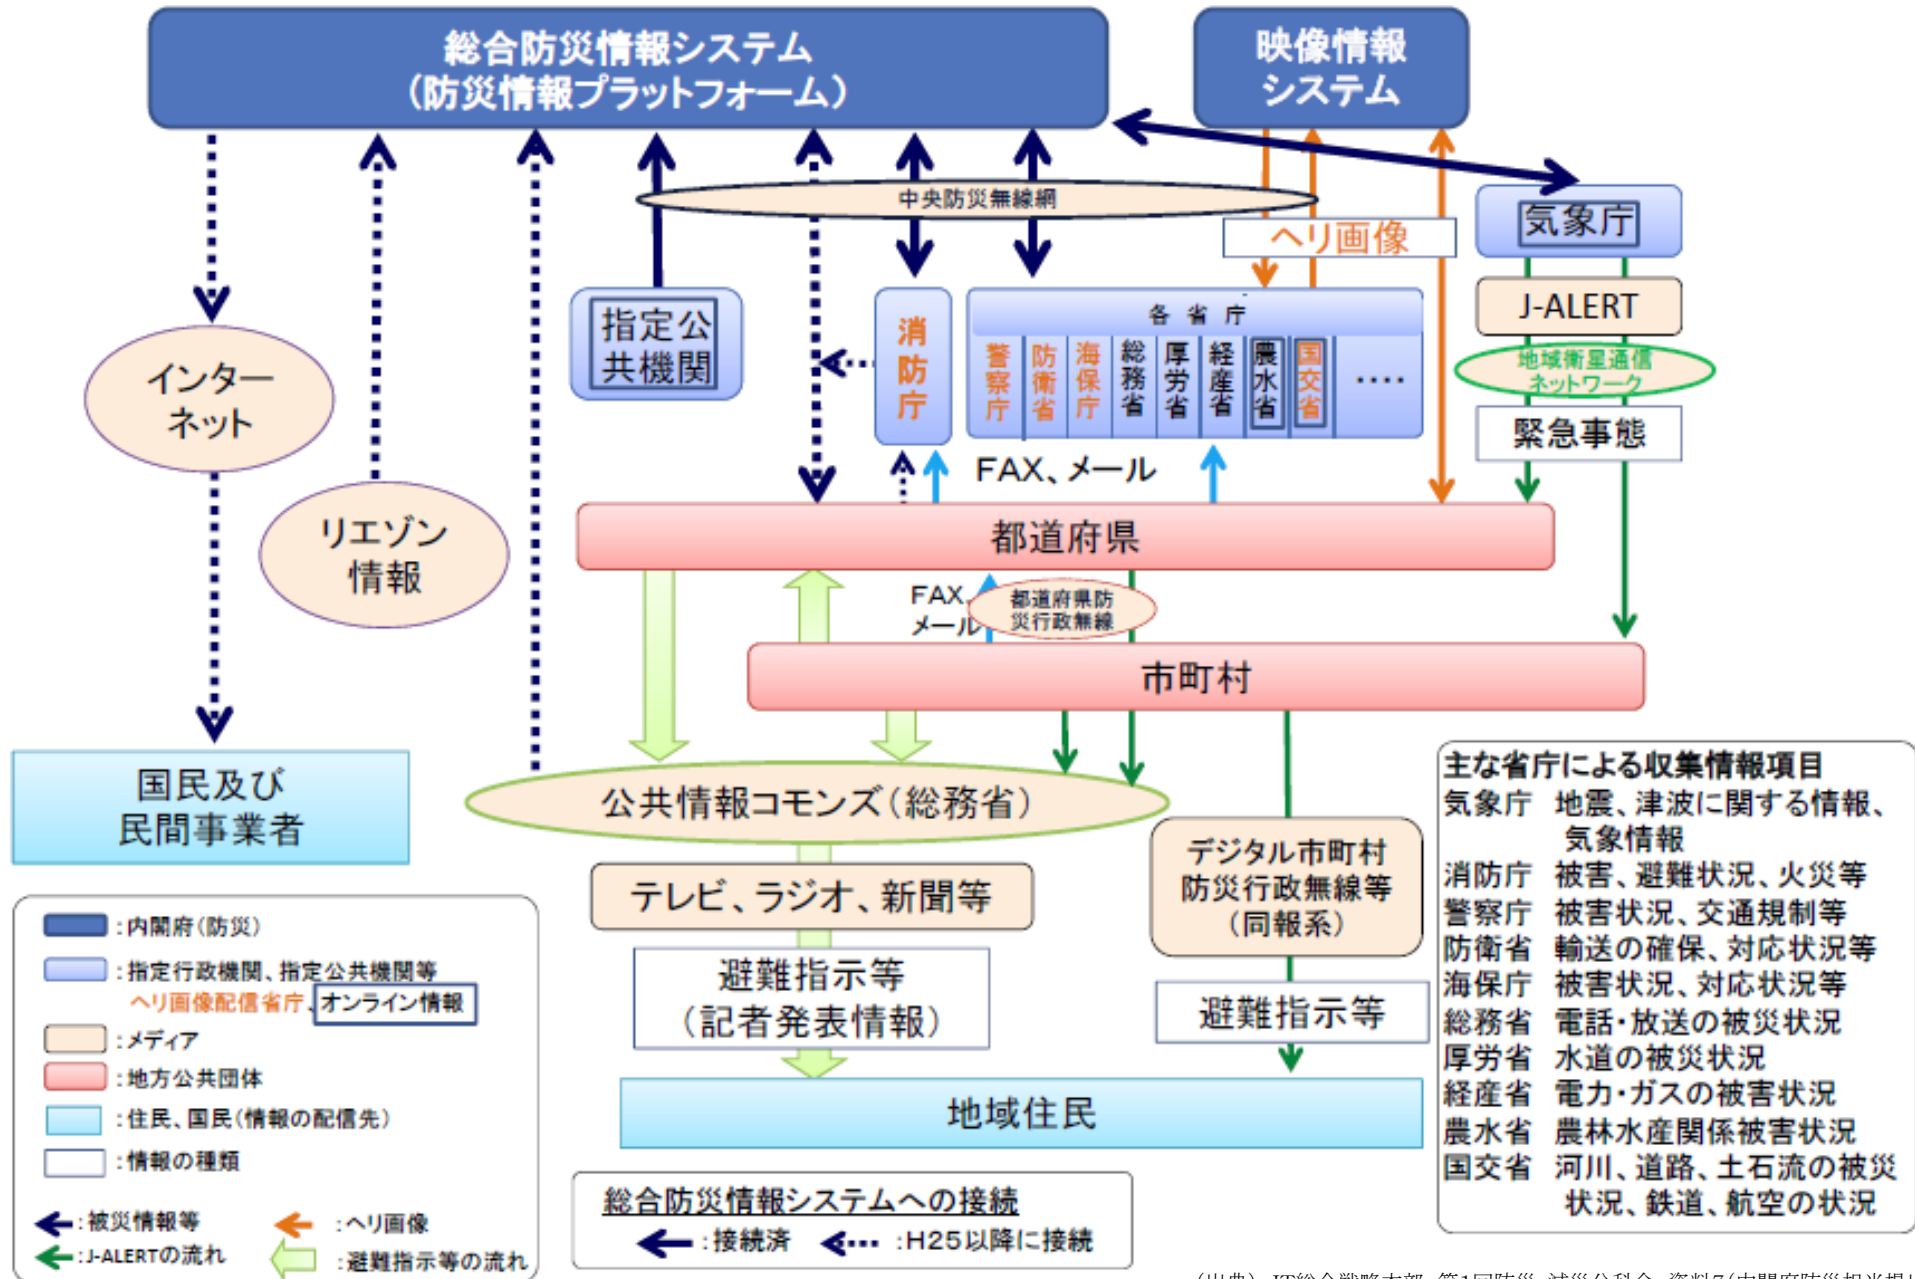 総合防災情報システム
（防災情報プラットフォーム）
映像情報
システム
中央防災無線網
ヘリ画像
気象庁
J-ALERT
地域衛星通信
ネットワーク
緊急事態
指定公
共機関
消防庁
各省庁
警察庁
防衛省
海保庁
総務省
厚労省
経産省
農水省
国交省
‥‥
インター
ネット
リエゾン
情報
FAX、メール
都道府県
FAX、
メール
都道府県防
災行政無線
市町村
国民及び
民間事業者
公共情報コモンズ（総務省）
テレビ、ラジオ、新聞等
避難指示等
（記者発表情報）
デジタル市町村
防災行政無線等
（同報系）
避難指示等
地域住民
：内閣府（防災）
：指定行政機関、指定公共機関等
ヘリ画像配信省庁、オンライン情報
：メディア
：地方公共団体
：住民、国民（情報の配信先）
：情報の種類
：被災情報等
：ヘリ画像
：J-ALERTの流れ
：避難指示等の流れ
総合防災情報システムへの接続
：接続済
：H25以降に接続
主な省庁による収集情報項目
気象庁 地震、津波に関する情報、
気象情報
消防庁 被害、避難状況、火災等
警察庁 被害状況、交通規制等
防衛省 輸送の確保、対応状況等
海保庁 被害状況、対応状況等
総務省 電話・放送の被災状況
厚労省 水道の被災状況
経産省 電力・ガスの被害状況
農水省 農林水産関係被害状況
国交省 河川、道路、土石流の被災
状況、鉄道、航空の状況